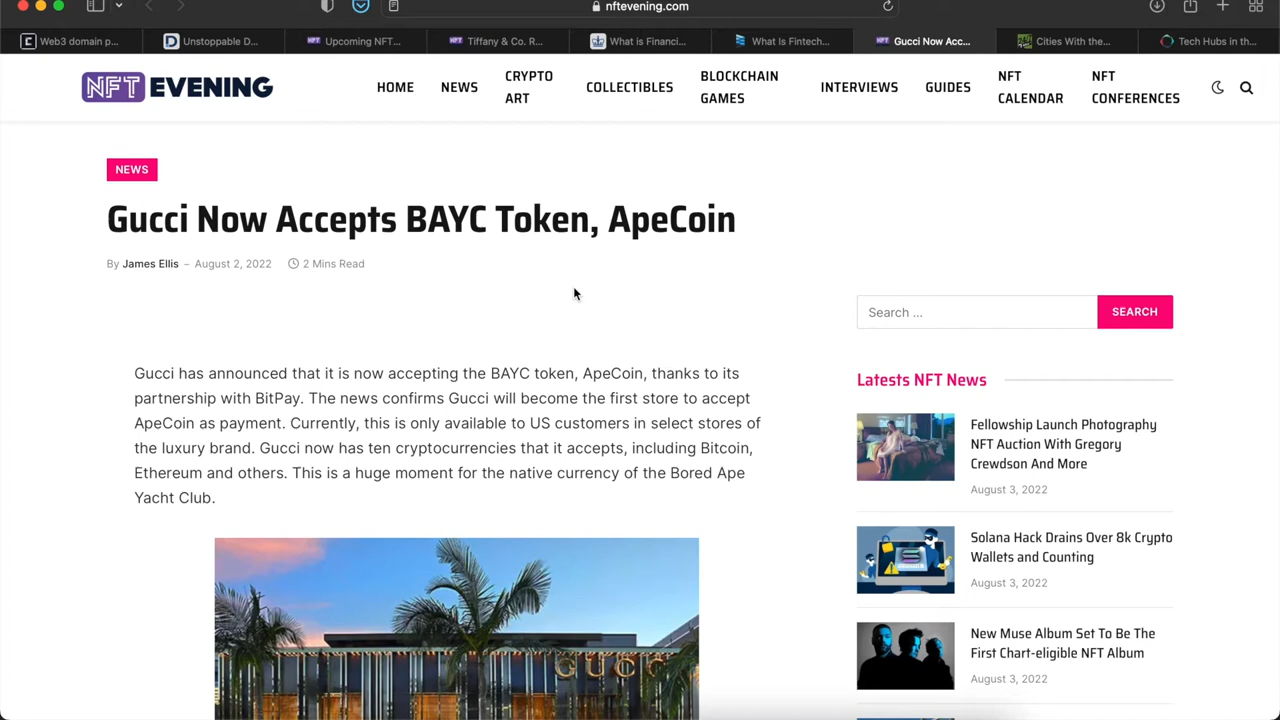 nftevening.com
Web3 domain p...
Unstoppable D...
Upcoming NFT...
Tiffany & Co. R...
What is Financi...
What Is Fintech...
Gucci Now Acc...
Cities With the...
Tech Hubs in th...
NFT EVENING
HOME
NEWS
CRYPTO
ART
COLLECTIBLES
BLOCKCHAIN
GAMES
INTERVIEWS
GUIDES
NFT
CALENDAR
NFT
CONFERENCES
NEWS
Gucci Now Accepts BAYC Token, ApeCoin
By James Ellis – August 2, 2022 2 Mins Read
Gucci has announced that it is now accepting the BAYC token, ApeCoin, thanks to its
partnership with BitPay. The news confirms Gucci will become the first store to accept
ApeCoin as payment. Currently, this is only available to US customers in select stores of
the luxury brand. Gucci now has ten cryptocurrencies that it accepts, including Bitcoin,
Ethereum and others. This is a huge moment for the native currency of the Bored Ape
Yacht Club.
GUCCI
Search ...
SEARCH
Latests NFT News
Fellowship Launch Photography
NFT Auction With Gregory
Crewdson And More
August 3, 2022
Solana Hack Drains Over 8k Crypto
Wallets and Counting
August 3, 2022
New Muse Album Set To Be The
First Chart-eligible NFT Album
August 3, 2022